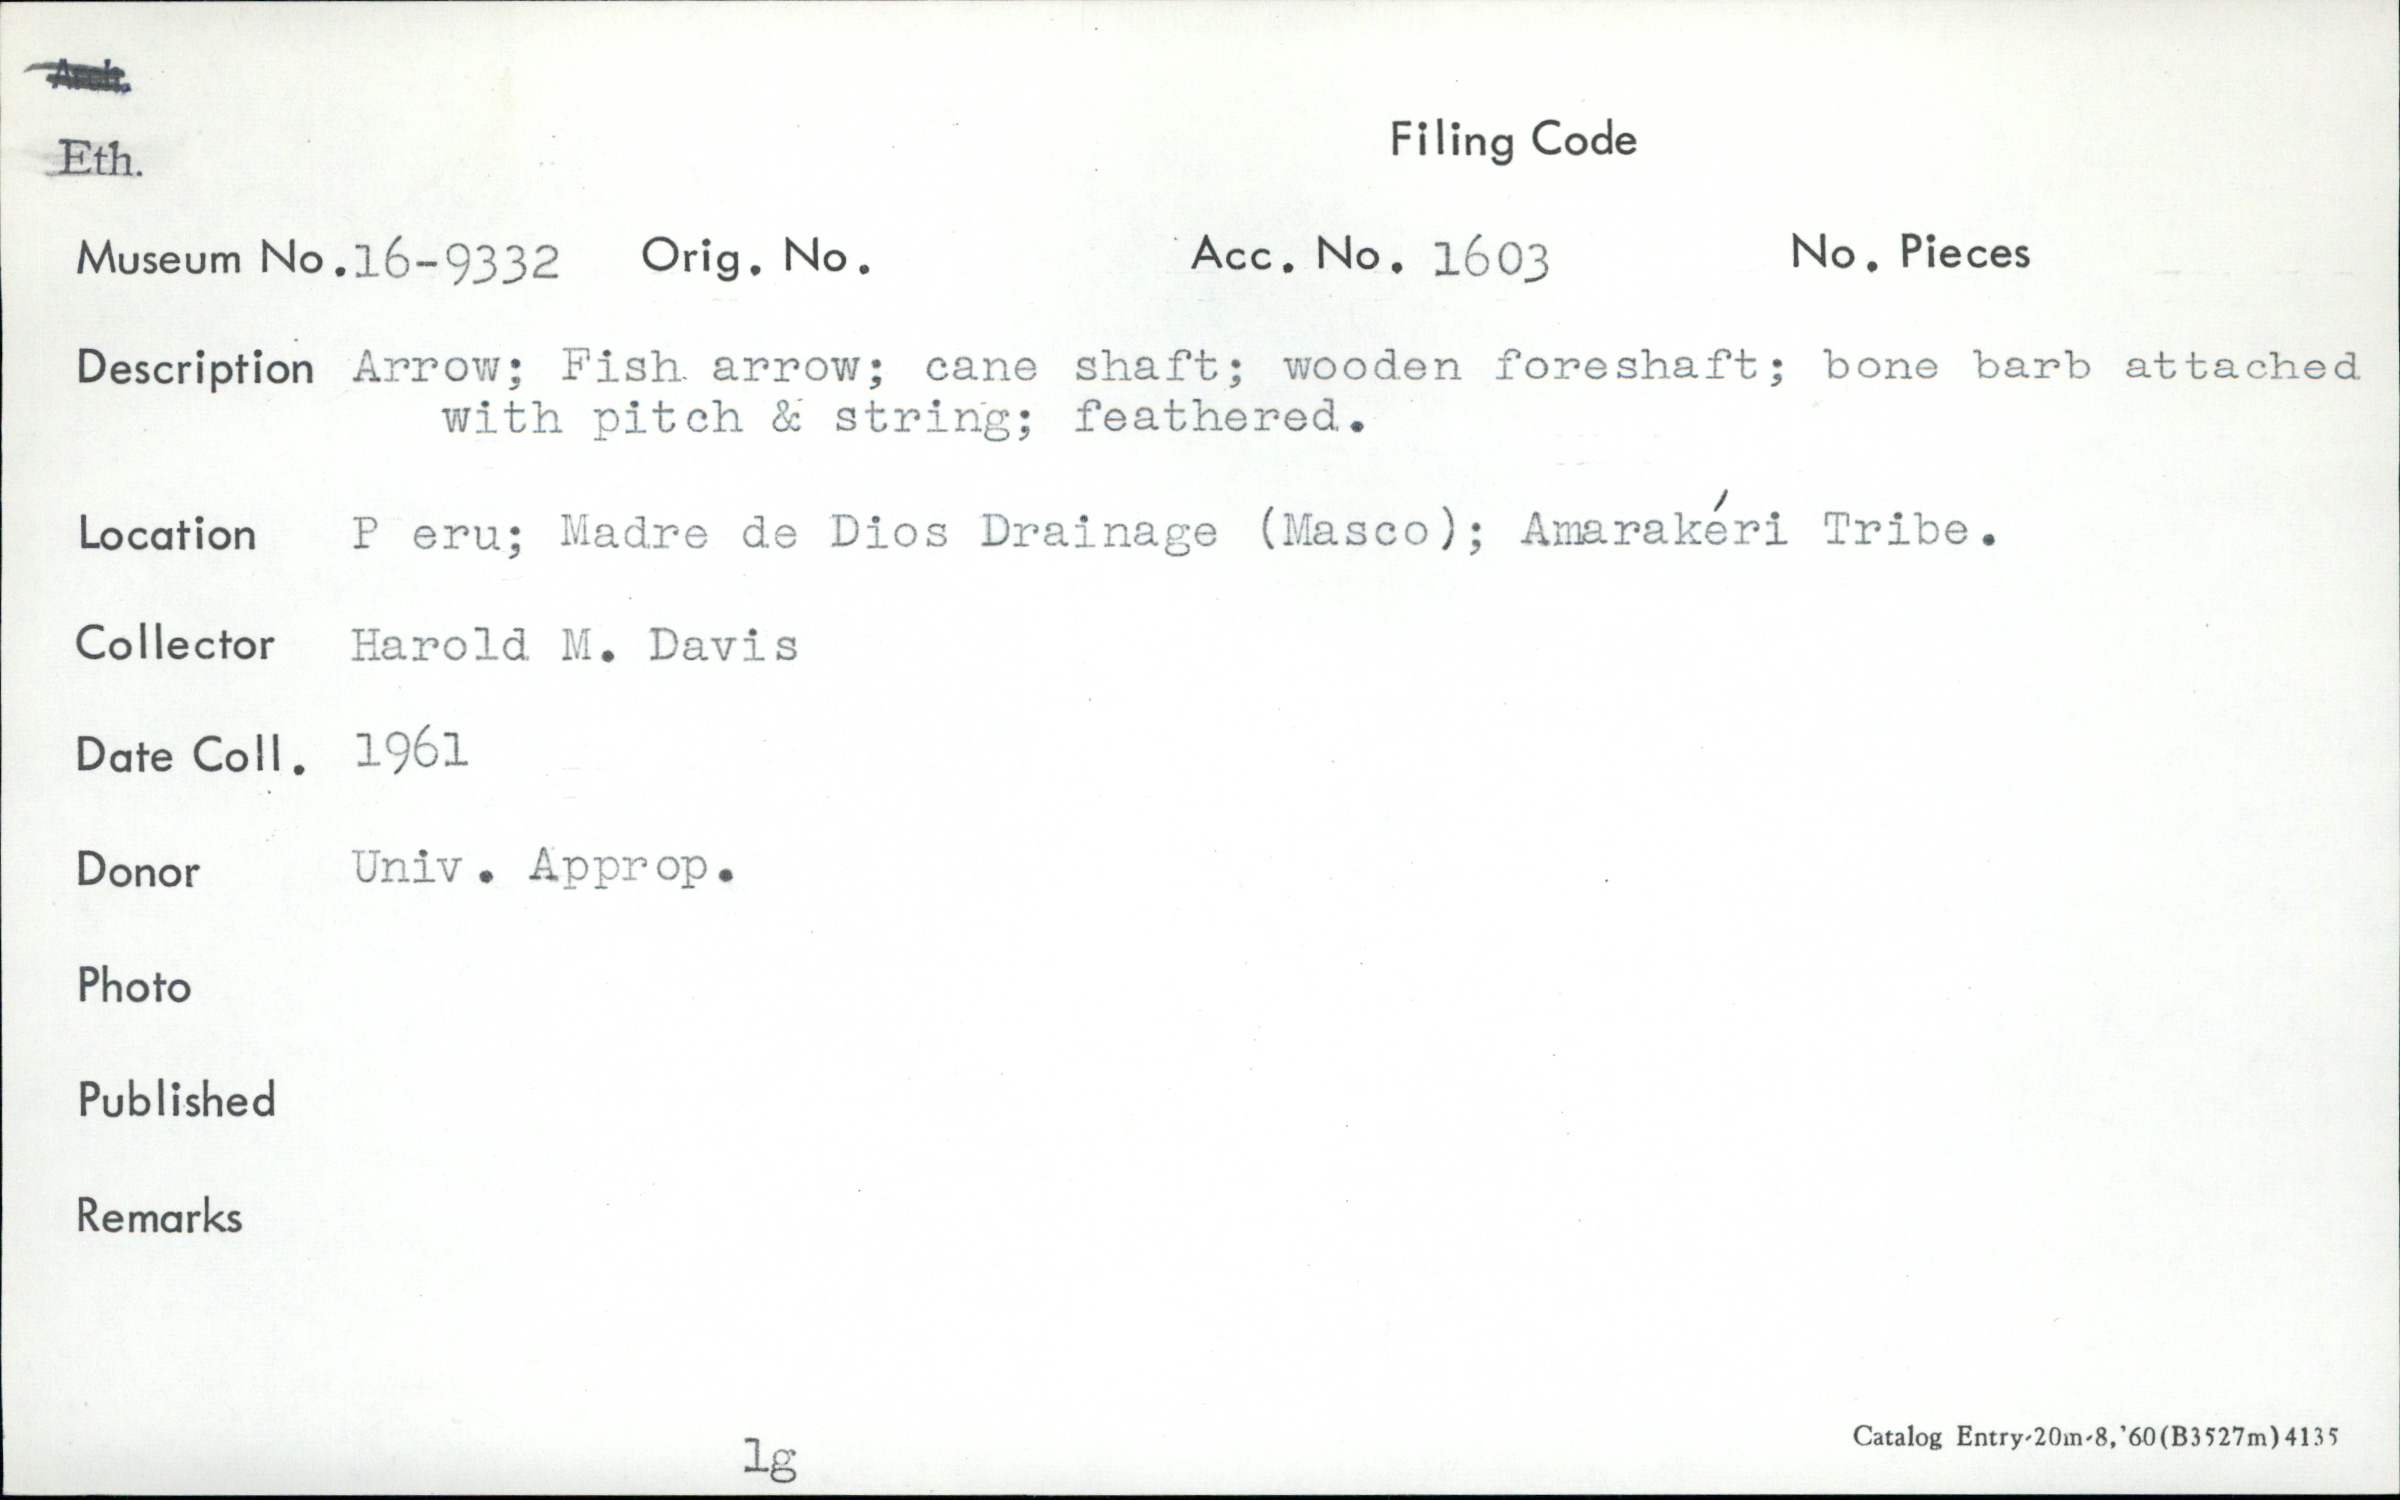 Arch.
Eth.
Filing Code
Museum No. 16-9332 Orig. No. Acc. No. 1603 No. Pieces
Description Arrow; Fish arrow; cane shaft; wooden foreshaft; bone barb attached
with pitch & string; feathered.
Location P eru; Madre de Dios Drainage (Masco); Amarakéri Tribe.
Collector Harold M. Davis
Date Coll. 1961
Donor Univ. Approp.
Photo
Published
Remarks
lg
Catalog Entry-20m-8,'60(B3527m)4135